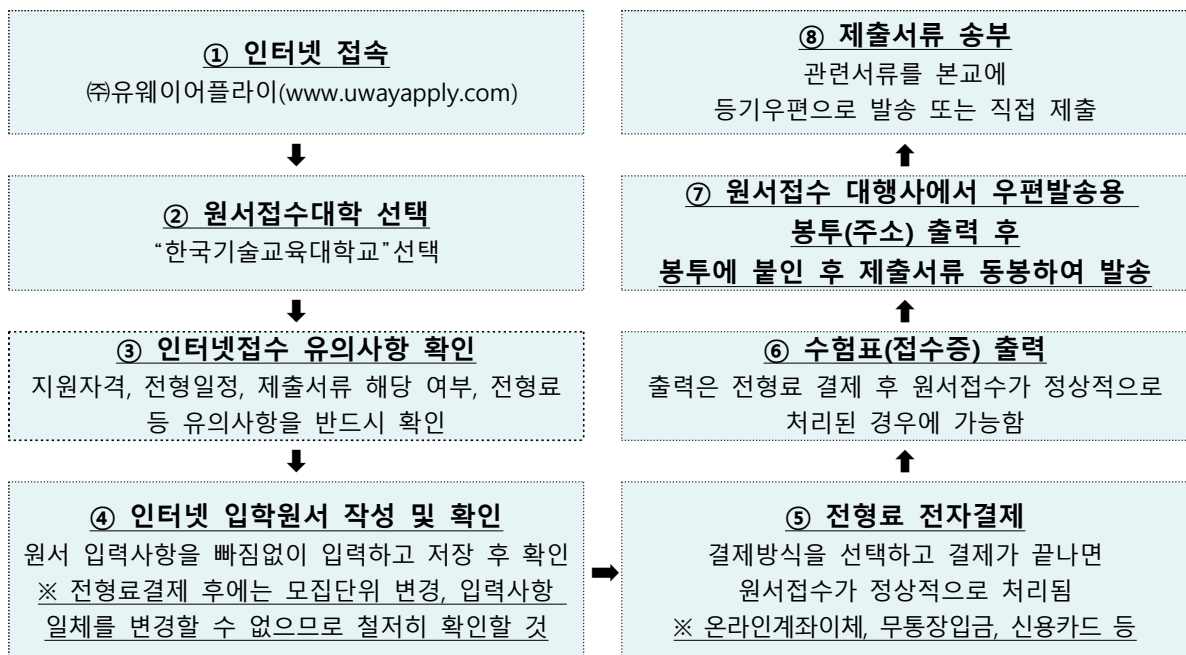 ① 인터넷 접속
㈜유웨이어플라이(www.uwayapply.com)
② 원서접수대학 선택
“한국기술교육대학교”선택
③ 인터넷접수 유의사항 확인
지원자격, 전형일정, 제출서류 해당 여부, 전형료
등 유의사항을 반드시 확인
④ 인터넷 입학원서 작성 및 확인
원서 입력사항을 빠짐없이 입력하고 저장 후 확인
※ 전형료결제 후에는 모집단위 변경, 입력사항
일체를 변경할 수 없으므로 철저히 확인할 것
⑤ 전형료 전자결제
결제방식을 선택하고 결제가 끝나면
원서접수가 정상적으로 처리됨
※ 온라인계좌이체, 무통장입금, 신용카드 등
⑥ 수험표(접수증) 출력
출력은 전형료 결제 후 원서접수가 정상적으로
처리된 경우에 가능함
⑦ 원서접수 대행사에서 우편발송용
봉투(주소) 출력 후
봉투에 붙인 후 제출서류 동봉하여 발송
⑧ 제출서류 송부
관련서류를 본교에
등기우편으로 발송 또는 직접 제출